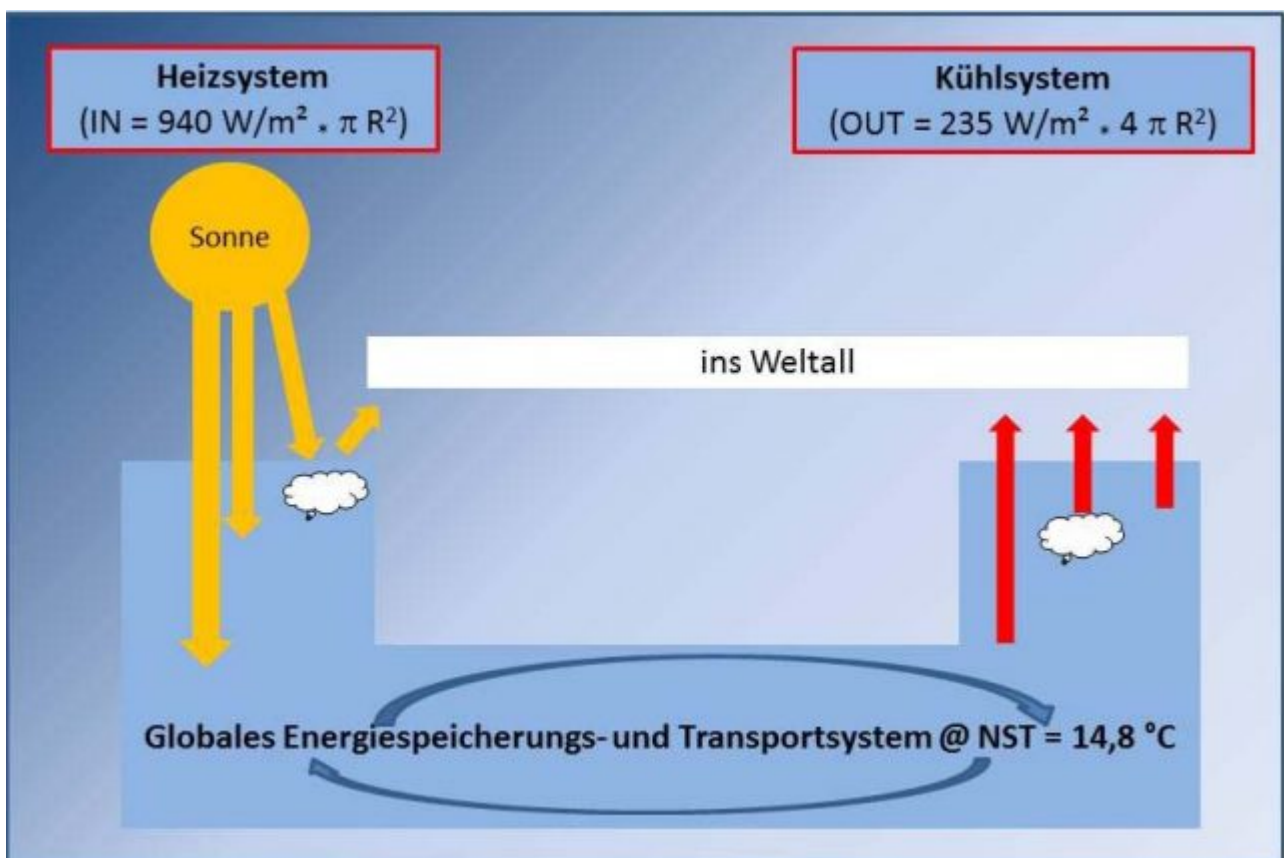 Heizsystem
(IN = 940 W/m² * π R²)
Kühlsystem
(OUT = 235 W/m² * 4 π R²)
Sonne
ins Weltall
Globales Energiespeicherungs- und Transportsystem @ NST = 14,8 °C